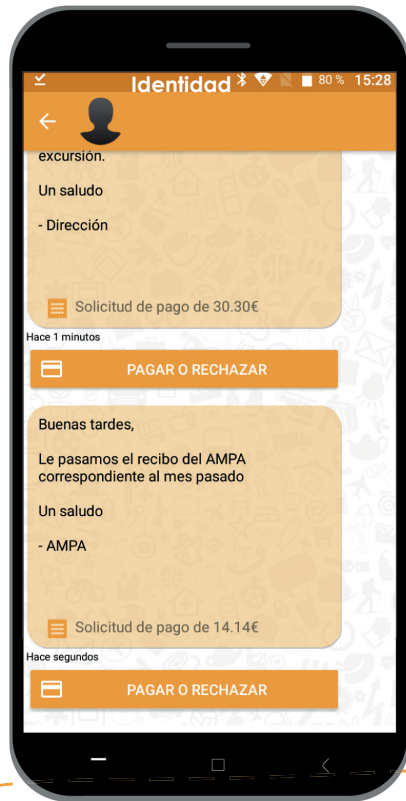 Identidad
80 % 15:28
excursión.
Un saludo
- Dirección
Solicitud de pago de 30.30€
Hace 1 minutos
PAGAR O RECHAZAR
Buenas tardes,
Le pasamos el recibo del AMPA
correspondiente al mes pasado
Un saludo
- AMPA
Solicitud de pago de 14.14€
Hace segundos
PAGAR O RECHAZAR